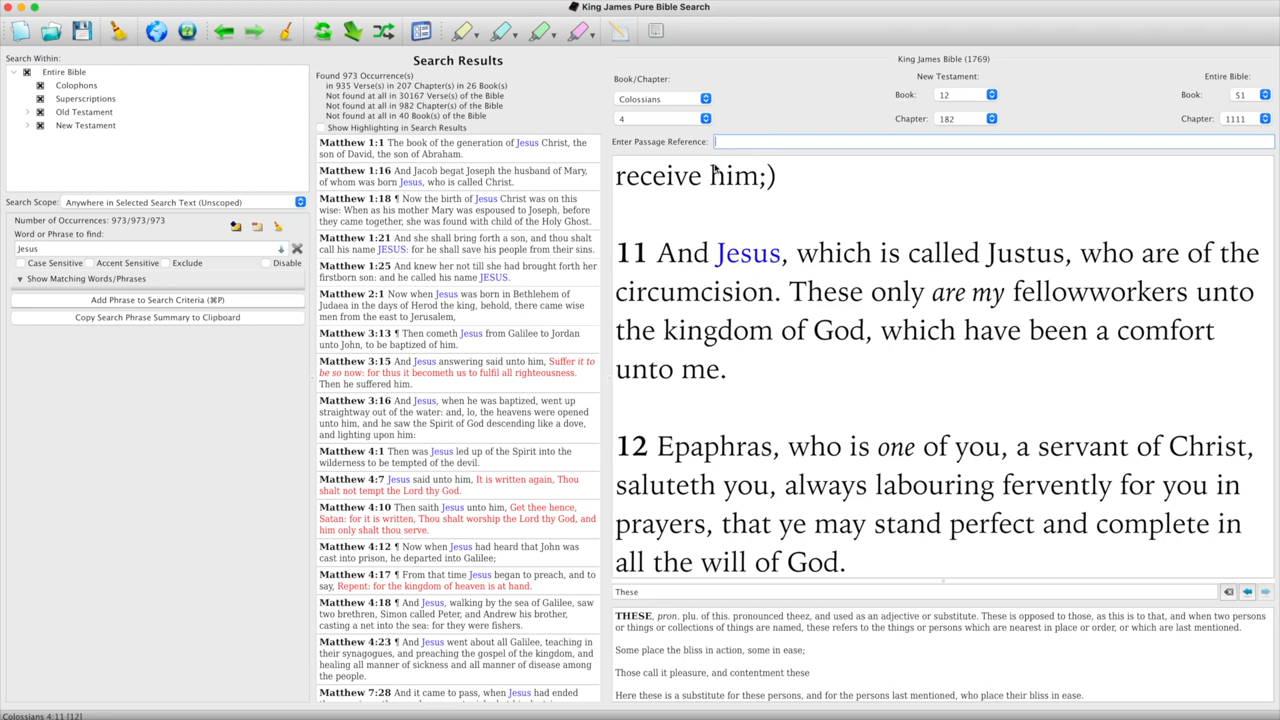 King James Pure Bible Search
Search Within:
Entire Bible
Colophons
Superscriptions
Old Testament
New Testament
Search Scope: Anywhere in Selected Search Text (Unscoped)
Number of Occurrences: 973/973/973
Word or Phrase to find:
Jesus
Case Sensitive Accent Sensitive Exclude Disable
Show Matching Words/Phrases
Add Phrase to Search Criteria (⌘P)
Copy Search Phrase Summary to Clipboard
Search Results
Found 973 Occurrence(s)
in 935 Verse(s) in 207 Chapter(s) in 26 Book(s)
Not found at all in 30167 Verse(s) of the Bible
Not found at all in 982 Chapter(s) of the Bible
Not found at all in 40 Book(s) of the Bible
Show Highlighting in Search Results
Matthew 1:1 The book of the generation of Jesus Christ, the
son of David, the son of Abraham.
Matthew 1:16 And Jacob begat Joseph the husband of Mary,
of whom was born Jesus, who is called Christ.
Matthew 1:18 ¶ Now the birth of Jesus Christ was on this
wise: When as his mother Mary was espoused to Joseph, before
they came together, she was found with child of the Holy Ghost.
Matthew 1:21 And she shall bring forth a son, and thou shalt
call his name JESUS: for he shall save his people from their sins.
Matthew 1:25 And knew her not till she had brought forth her
firstborn son: and he called his name JESUS.
Matthew 2:1 Now when Jesus was born in Bethlehem of
Judaea in the days of Herod the king, behold, there came wise
men from the east to Jerusalem,
Matthew 3:13 ¶ Then cometh Jesus from Galilee to Jordan
unto John, to be baptized of him.
Matthew 3:15 And Jesus answering said unto him, Suffer it to
be so now: for thus it becometh us to fulfil all righteousness.
Then he suffered him.
Matthew 3:16 And Jesus, when he was baptized, went up
straightway out of the water: and, lo, the heavens were opened
unto him, and he saw the Spirit of God descending like a dove,
and lighting upon him:
Matthew 4:1 Then was Jesus led up of the Spirit into the
wilderness to be tempted of the devil.
Matthew 4:7 Jesus said unto him, It is written again, Thou
shalt not tempt the Lord thy God.
Matthew 4:10 Then saith Jesus unto him, Get thee hence,
Satan: for it is written, Thou shalt worship the Lord thy God, and
him only shalt thou serve.
Matthew 4:12 ¶ Now when Jesus had heard that John was
cast into prison, he departed into Galilee;
Matthew 4:17 ¶ From that time Jesus began to preach, and to
say, Repent: for the kingdom of heaven is at hand.
Matthew 4:18 ¶ And Jesus, walking by the sea of Galilee, saw
two brethren, Simon called Peter, and Andrew his brother,
casting a net into the sea: for they were fishers.
Matthew 4:23 ¶ And Jesus went about all Galilee, teaching in
their synagogues, and preaching the gospel of the kingdom, and
healing all manner of sickness and all manner of disease among
the people.
Matthew 7:28 And it came to pass, when Jesus had ended
King James Bible (1769)
Book/Chapter:
Colossians
4
New Testament:
Book: 12
Chapter: 182
Entire Bible:
Book: 51
Chapter: 1111
Enter Passage Reference:
receive him;)
11 And Jesus, which is called Justus, who are of the
circumcision. These only are my fellowworkers unto
the kingdom of God, which have been a comfort
unto me.
12 Epaphras, who is one of you, a servant of Christ,
saluteth you, always labouring fervently for you in
prayers, that ye may stand perfect and complete in
all the will of God.
These
THESE, pron. plu. of this. pronounced theez, and used as an adjective or substitute. These is opposed to those, as this is to that, and when two persons
or things or collections of things are named, these refers to the things or persons which are nearest in place or order, or which are last mentioned.
Some place the bliss in action, some in ease;
Those call it pleasure, and contentment these
Here these is a substitute for these persons, and for the persons last mentioned, who place their bliss in ease.
Colossians 4:11 [12]